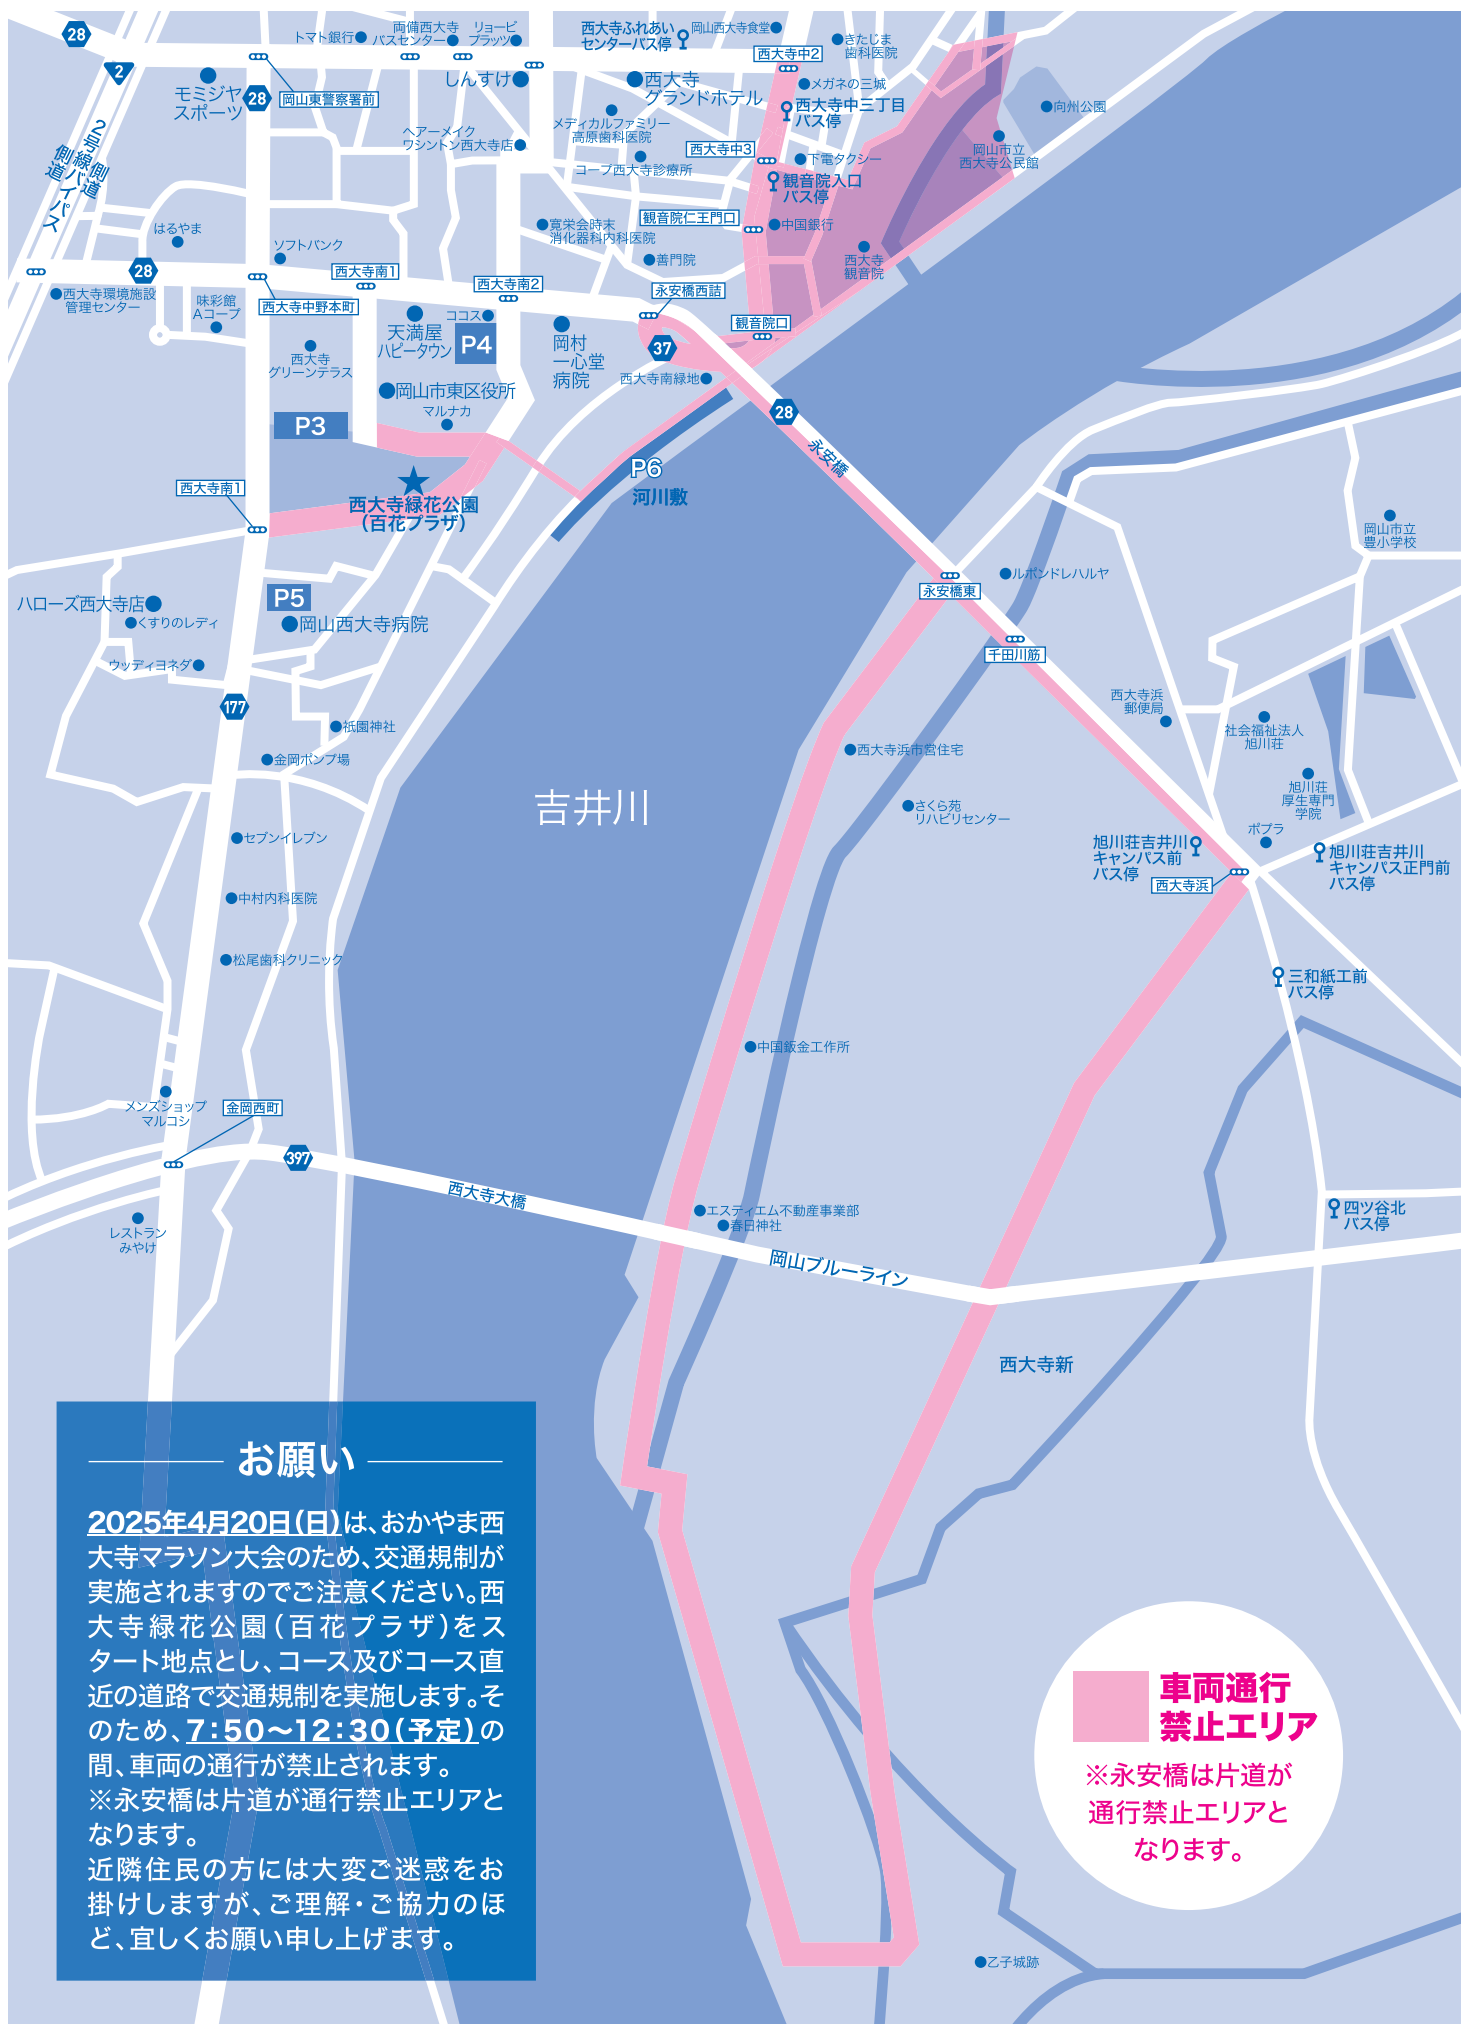 28
2
トマト銀行
両備西大寺
バスセンター
リョービ
プラッツ
西大寺ふれあい
センターバス停
岡山西大寺食堂
西大寺中2
きたじま
歯科医院
モミジヤ
スポーツ
28
岡山東警察署前
しんすけ
西大寺
グランドホテル
メガネの三城
西大寺中三丁目
バス停
向州公園
2号線バイパス
側道
側道
ヘアーメイク
ワシントン西大寺店
メディカルファミリー
高原歯科医院
コープ西大寺診療所
西大寺中3
下電タクシー
岡山市立
西大寺公民館
観音院入口
バス停
はるやま
ソフトバンク
寛栄会時末
消化器科内科医院
観音院仁王門口
中国銀行
善門院
西大寺
観音院
28
西大寺環境施設
管理センター
味彩館
Aコープ
西大寺中野本町
西大寺南1
西大寺南2
永安橋西詰
観音院口
天満屋
ハピータウン
ココス
P4
岡村
一心堂
病院
37
西大寺
グリーンテラス
岡山市東区役所
マルナカ
西大寺南緑地
28
永安橋
P3
P6
河川敷
西大寺南1
西大寺緑花公園
(百花プラザ)
岡山市立
豊小学校
ハローズ西大寺店
くすりのレディ
P5
岡山西大寺病院
永安橋東
ルポンドレハルヤ
千田川筋
ウッディヨネダ
177
祇園神社
金岡ポンプ場
西大寺浜
郵便局
社会福祉法人
旭川荘
西大寺浜市営住宅
旭川荘
厚生専門
学院
吉井川
さくら苑
リハビリセンター
セブンイレブン
ポプラ
旭川荘吉井川
キャンパス前
バス停
旭川荘吉井川
キャンパス正門前
バス停
西大寺浜
中村内科医院
松尾歯科クリニック
三和紙工前
バス停
中国鈑金工作所
メンズショップ
マルコシ
金岡西町
397
西大寺大橋
エスティエム不動産事業部
春日神社
四ツ谷北
バス停
レストラン
みやけ
岡山ブルーライン
西大寺新
お願い
2025年4月20日(日)は、おかやま西
大寺マラソン大会のため、交通規制が
実施されますのでご注意ください。西
大寺緑花公園(百花プラザ)をス
タート地点とし、コース及びコース直
近の道路で交通規制を実施します。そ
のため、7:50～12:30(予定)の
間、車両の通行が禁止されます。
※永安橋は片道が通行禁止エリアと
なります。
近隣住民の方には大変ご迷惑をお
掛けしますが、ご理解・ご協力のほ
ど、宜しくお願い申し上げます。
車両通行
禁止エリア
※永安橋は片道が
通行禁止エリアと
なります。
乙子城跡